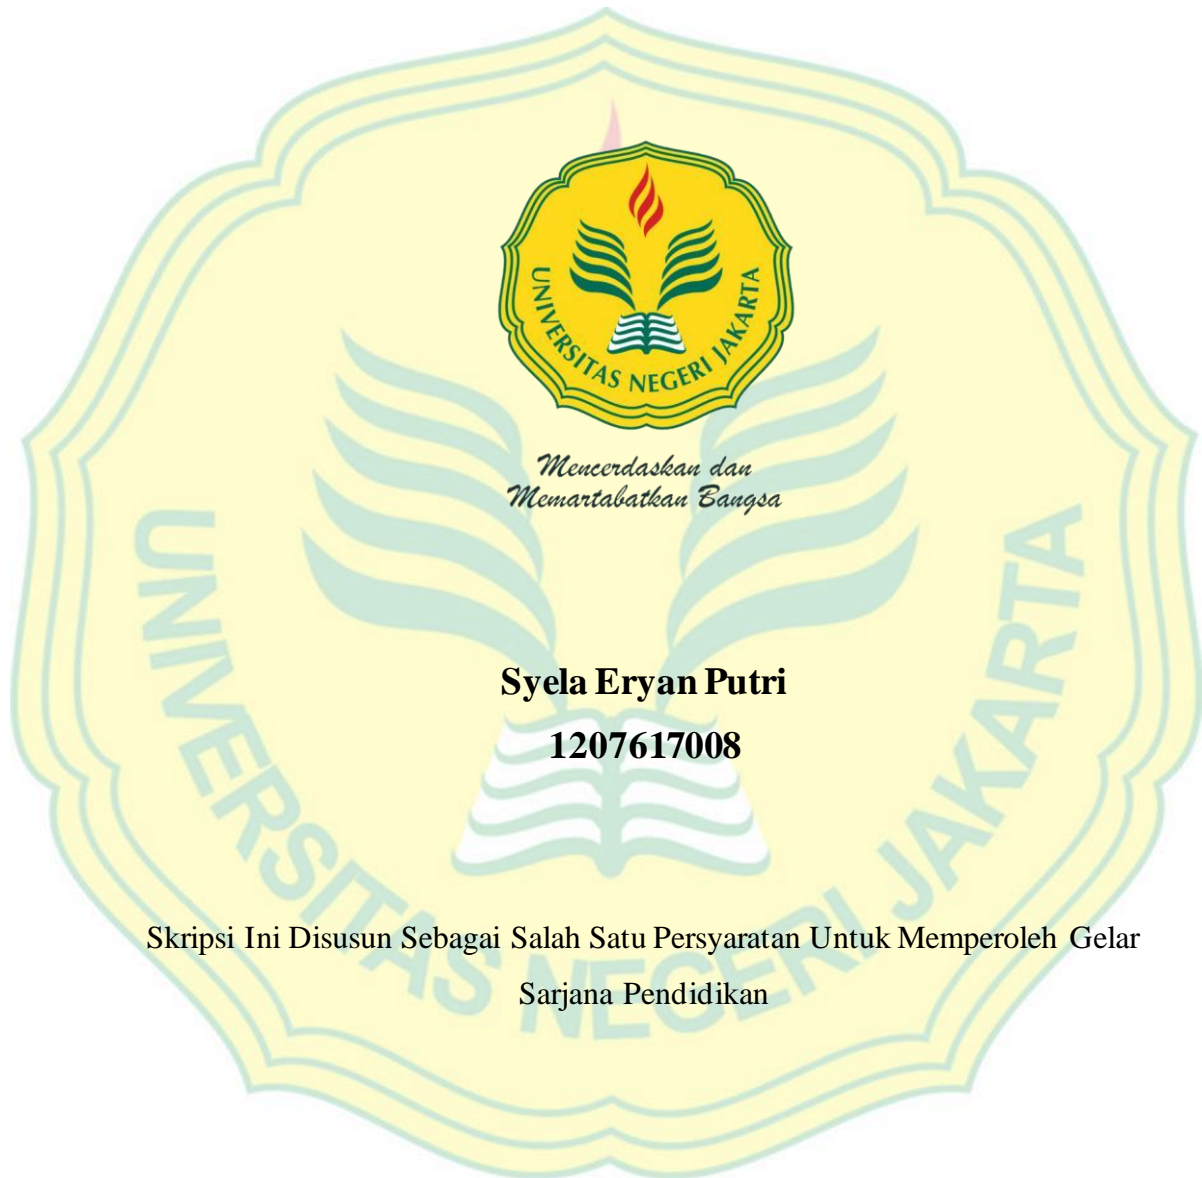 UNIVERSITAS NEGERI JAKARTA
Mencerdaskan dan
Memartabatkan Bangsa
UNIVERSITAS NEGERI JAKARTA
Syela Eryan Putri
1207617008
Skripsi Ini Disusun Sebagai Salah Satu Persyaratan Untuk Memperoleh Gelar
Sarjana Pendidikan